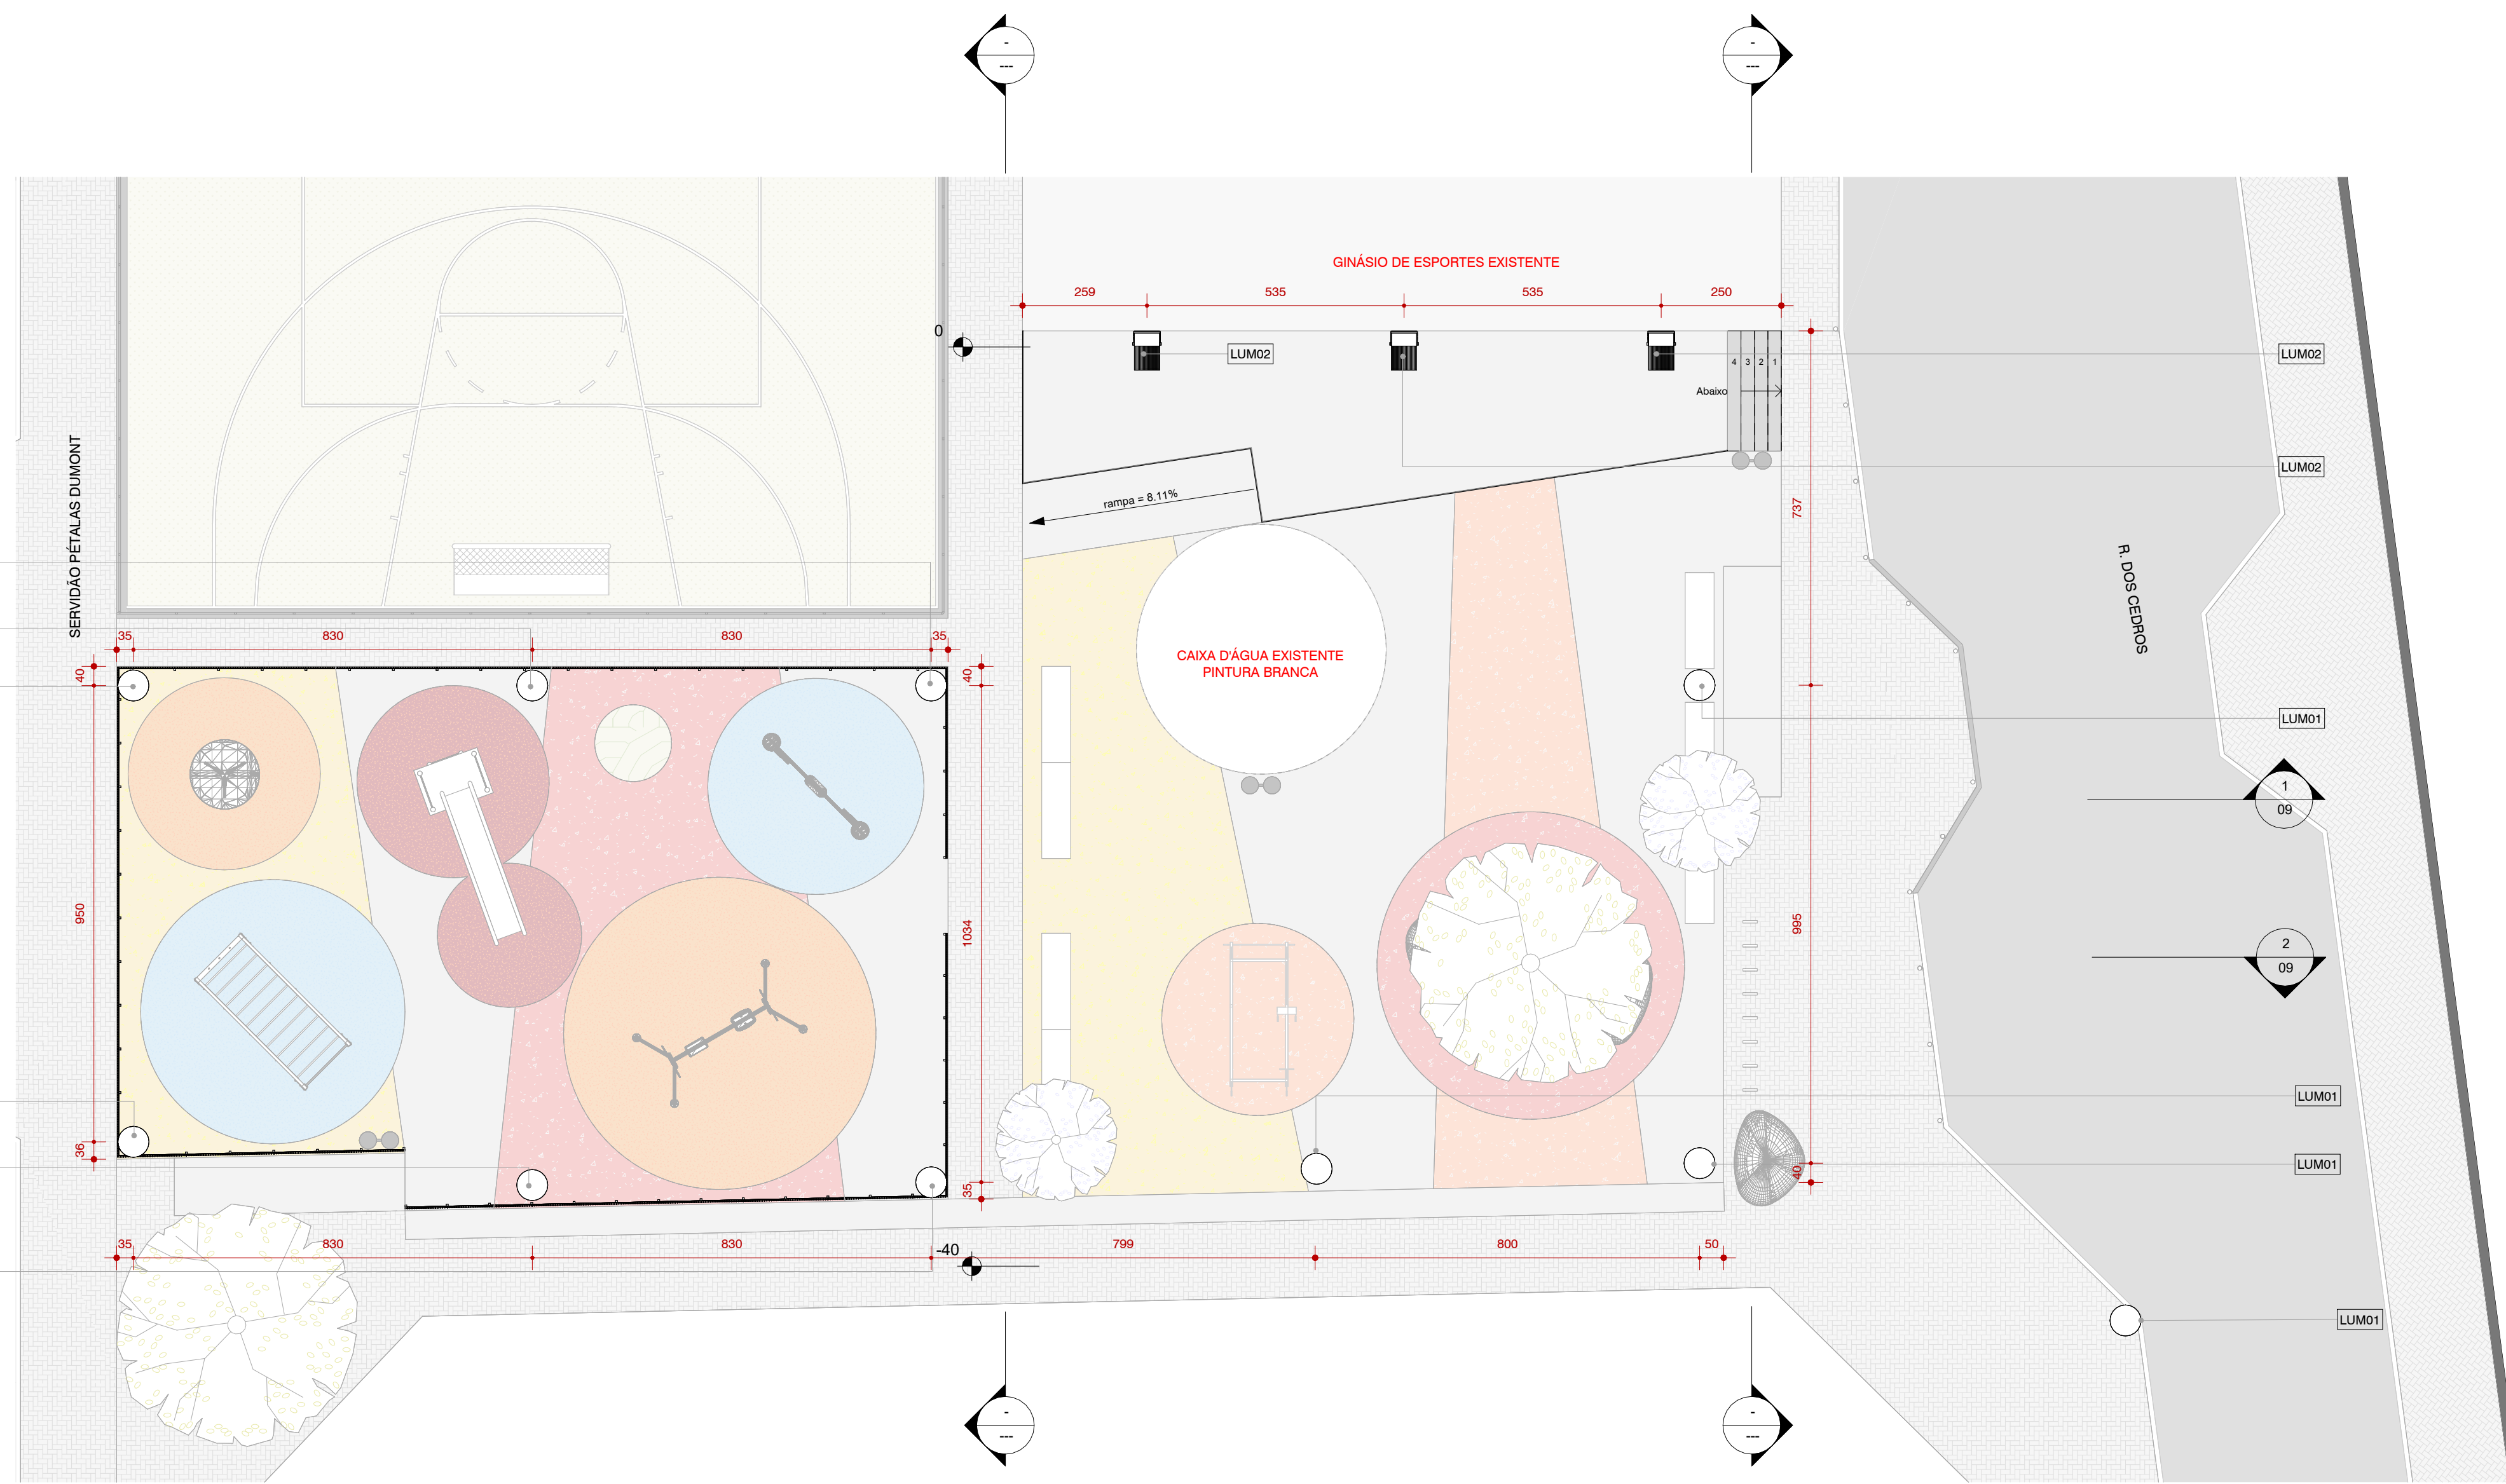 -
---
-
---
GINÁSIO DE ESPORTES EXISTENTE
259
535
535
250
0
LUM02
LUM02
4
3
2
1
Abaixo
LUM02
rampa = 8.11%
737
SERVIDÃO PÉTALAS DUMONT
R. DOS CEDROS
35
830
830
35
40
40
CAIXA D'ÁGUA EXISTENTE
PINTURA BRANCA
LUM01
1
09
950
1034
995
2
09
LUM01
36
35
40
LUM01
35
830
830
-40
799
800
50
LUM01
-
---
-
---